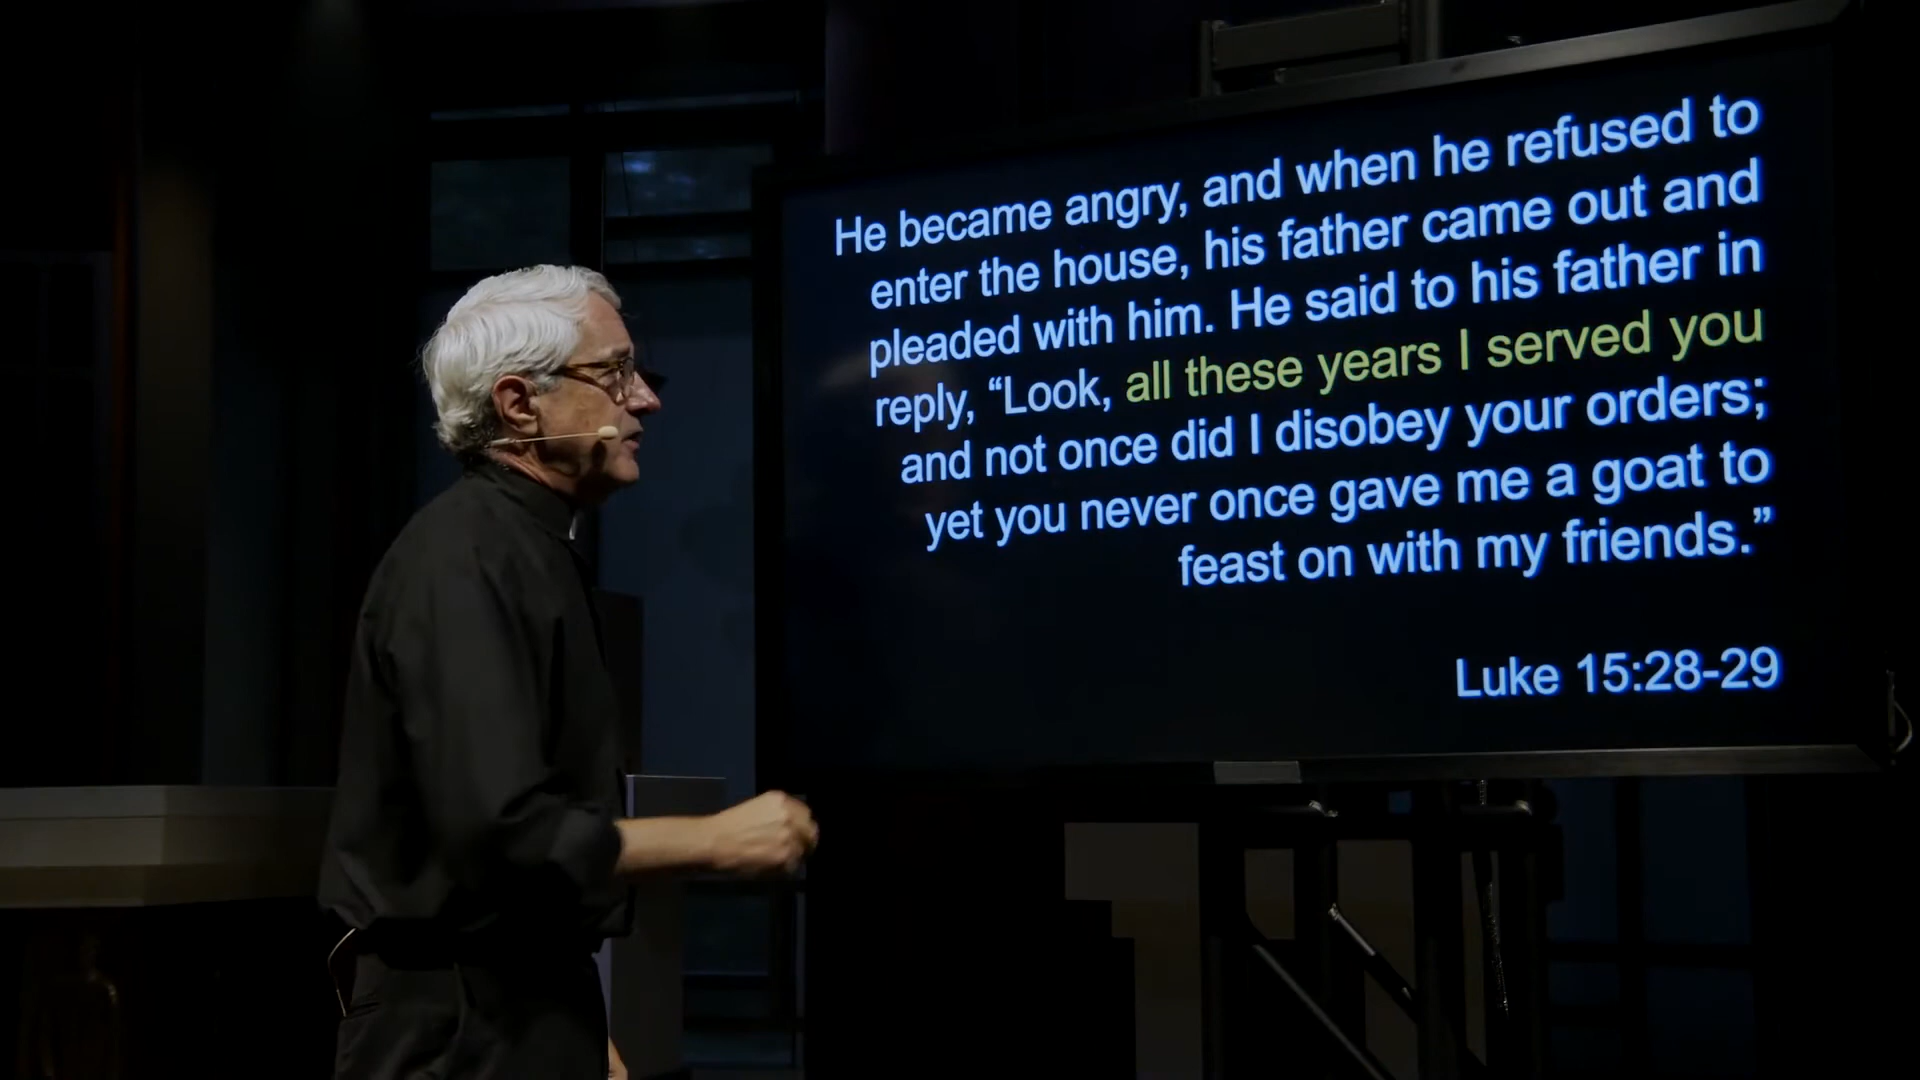 He became angry, and when he refused to
enter the house, his father came out and
pleaded with him. He said to his father in
reply, “Look, all these years I served you
and not once did I disobey your orders;
yet you never once gave me a goat to
feast on with my friends.”
Luke 15:28-29